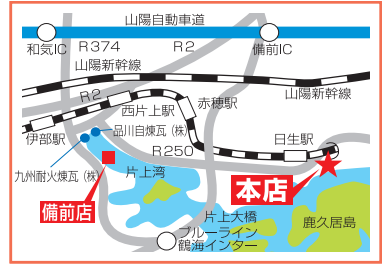 山陽自動車道
和気IC
R374
R2
備前IC
山陽新幹線
山陽新幹線
R2
西片上駅
赤穂駅
伊部駅
品川自煉瓦(株)
日生駅
R250
九州耐火煉瓦(株)
片上湾
本店
備前店
片上大橋
鹿久居島
ブルーライン
鶴海インター